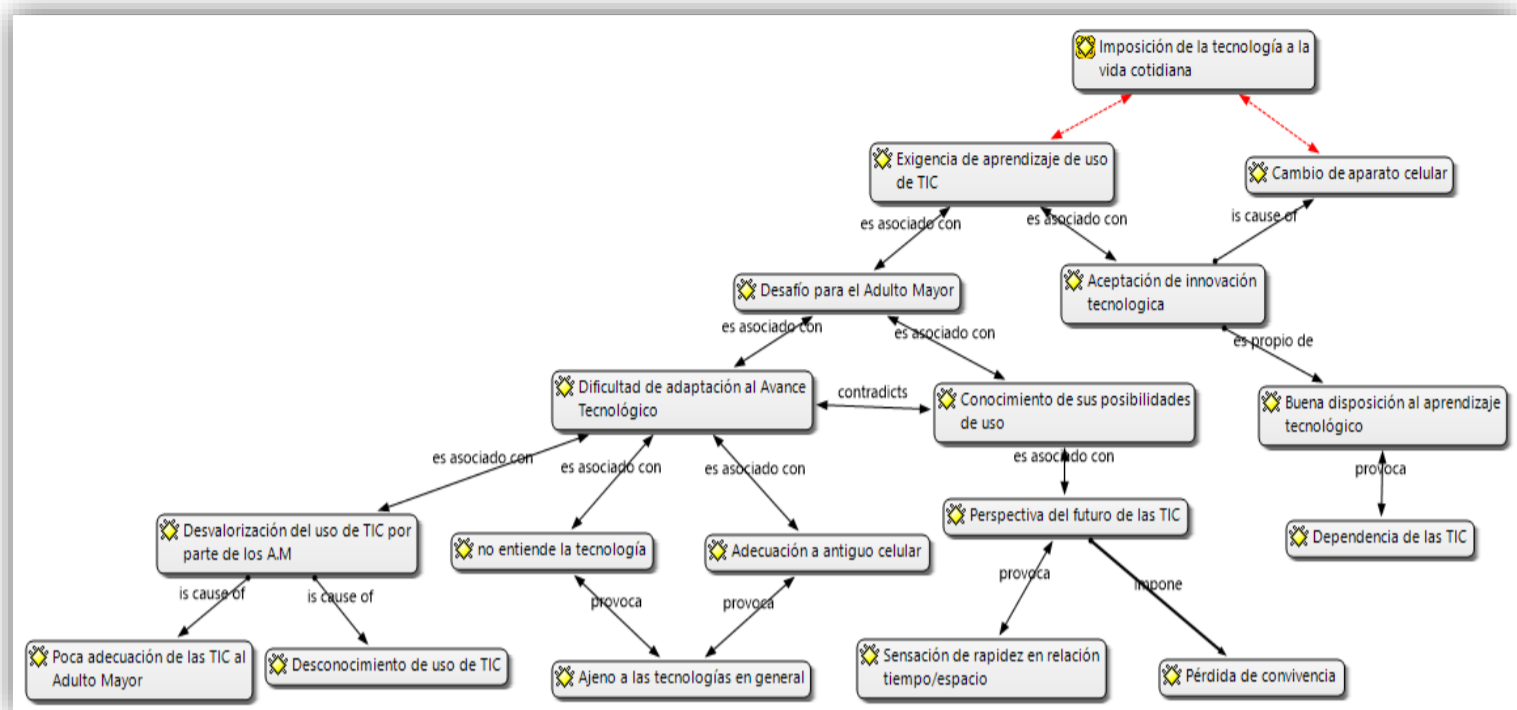 Imposición de la tecnología a la
vida cotidiana
Exigencia de aprendizaje de uso
de TIC
Cambio de aparato celular
es asociado con
es asociado con
is cause of
Desafío para el Adulto Mayor
Aceptación de innovación
tecnologica
es asociado con
es asociado con
es propio de
Dificultad de adaptación al Avance
Tecnológico
contradicts
Conocimiento de sus posibilidades
de uso
Buena disposición al aprendizaje
tecnológico
es asociado con
es asociado con
es asociado con
es asociado con
provoca
Desvalorización del uso de TIC por
parte de los A.M
no entiende la tecnología
Adecuación a antiguo celular
Perspectiva del futuro de las TIC
Dependencia de las TIC
is cause of
is cause of
provoca
provoca
provoca
impone
Poca adecuación de las TIC al
Adulto Mayor
Desconocimiento de uso de TIC
Ajeno a las tecnologías en general
Sensación de rapidez en relación
tiempo/espacio
Pérdida de convivencia